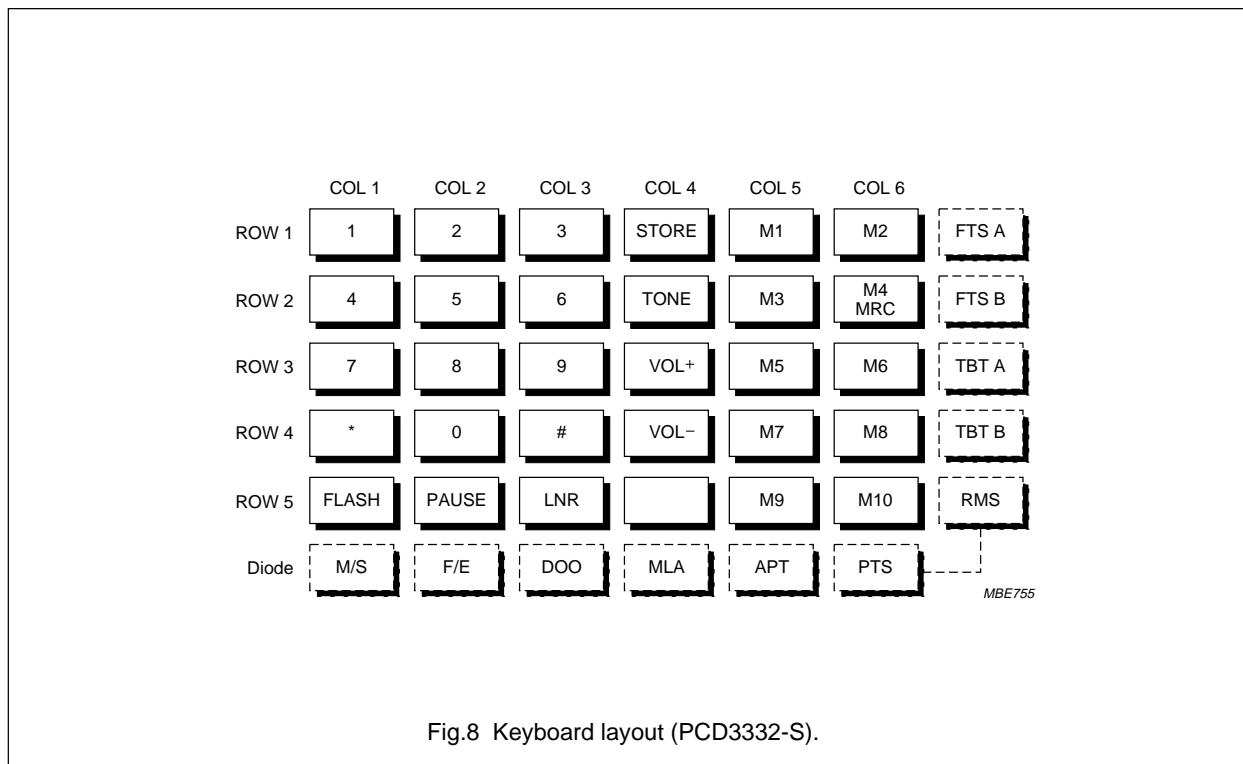 COL 1 COL 2 COL 3 COL 4 COL 5 COL 6
ROW 1 1 2 3 STORE M1 M2 FTS A
ROW 2 4 5 6 TONE M3 M4 MRC FTS B
ROW 3 7 8 9 VOL+ M5 M6 TBT A
ROW 4 * 0 # VOL− M7 M8 TBT B
ROW 5 FLASH PAUSE LNR M9 M10 RMS
Diode M/S F/E DOO MLA APT PTS
MBE755
Fig.8 Keyboard layout (PCD3332-S).